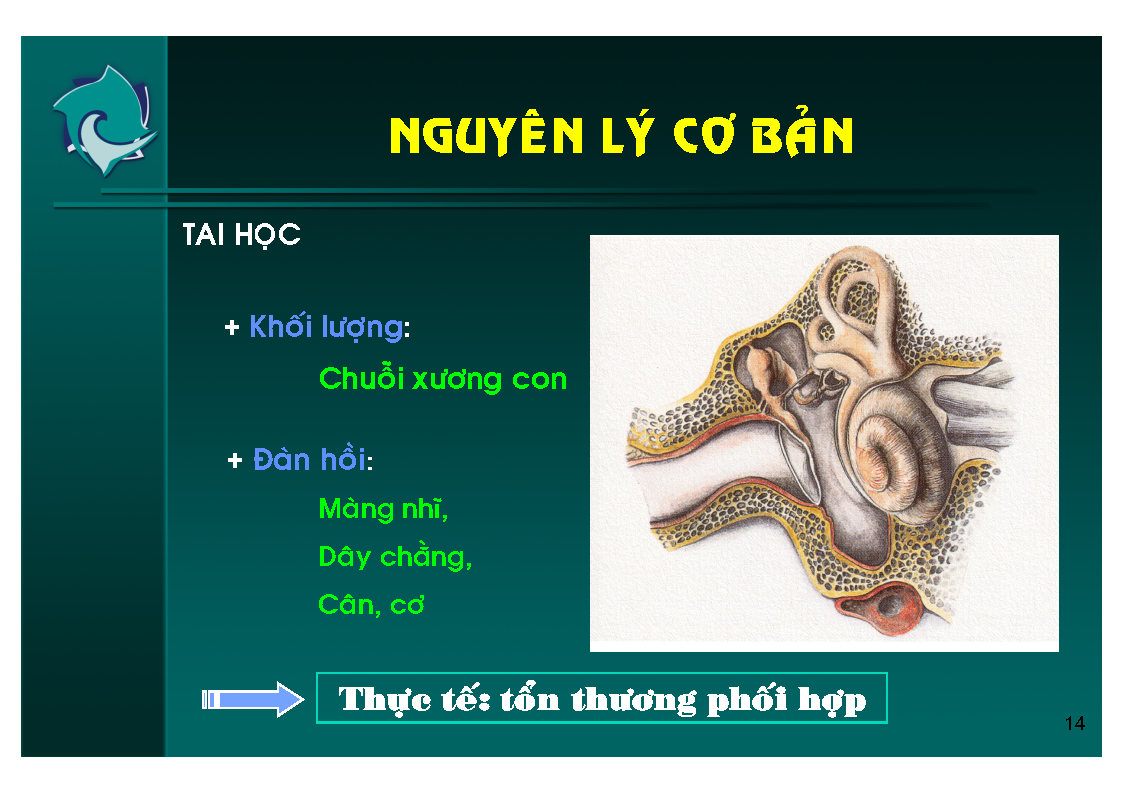 NGUYÊN LÝ CƠ BẢN
TAI HỌC
+ Khối lượng:
Chuỗi xương con
+ Đàn hồi:
Màng nhĩ,
Dây chằng,
Cân, cơ
Thực tế: tổn thương phối hợp
14